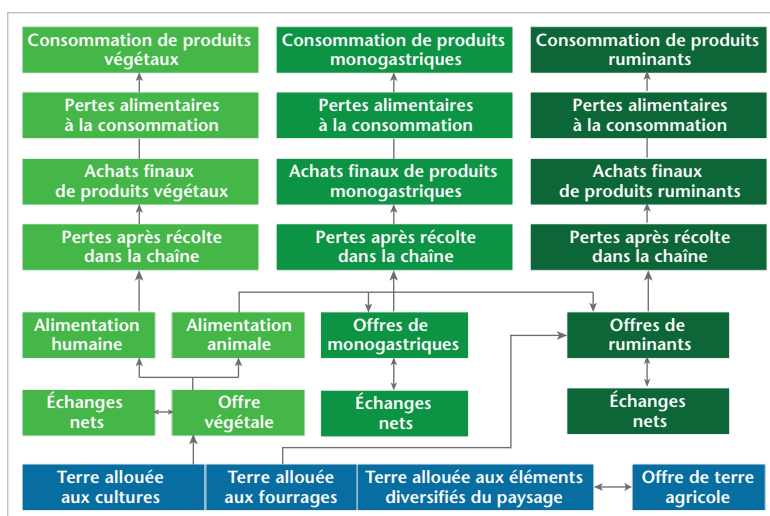 Consommation de produits
végétaux
Consommation de produits
monogastriques
Consommation de produits
ruminants
Pertes alimentaires
à la consommation
Pertes alimentaires
à la consommation
Pertes alimentaires
à la consommation
Achats finaux
de produits végétaux
Achats finaux de produits
monogastriques
Achats finaux
de produits ruminants
Pertes après récolte
dans la chaîne
Pertes après récolte
dans la chaîne
Pertes après récolte
dans la chaîne
Alimentation
humaine
Alimentation
animale
Offres de
monogastriques
Offres de
ruminants
Échanges
nets
Offre
végétale
Échanges
nets
Échanges
nets
Terre allouée
aux cultures
Terre allouée
aux fourrages
Terre allouée aux éléments
diversifiés du paysage
Offre de terre
agricole